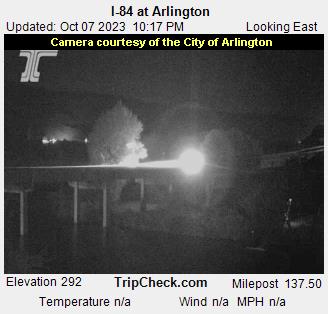 I-84 at Arlington
Updated: Oct 07 2023 10:17 PM Looking East
Camera courtesy of the City of Arlington
Elevation 292 TripCheck.com Milepost 137.50
Temperature n/a Wind n/a MPH n/a